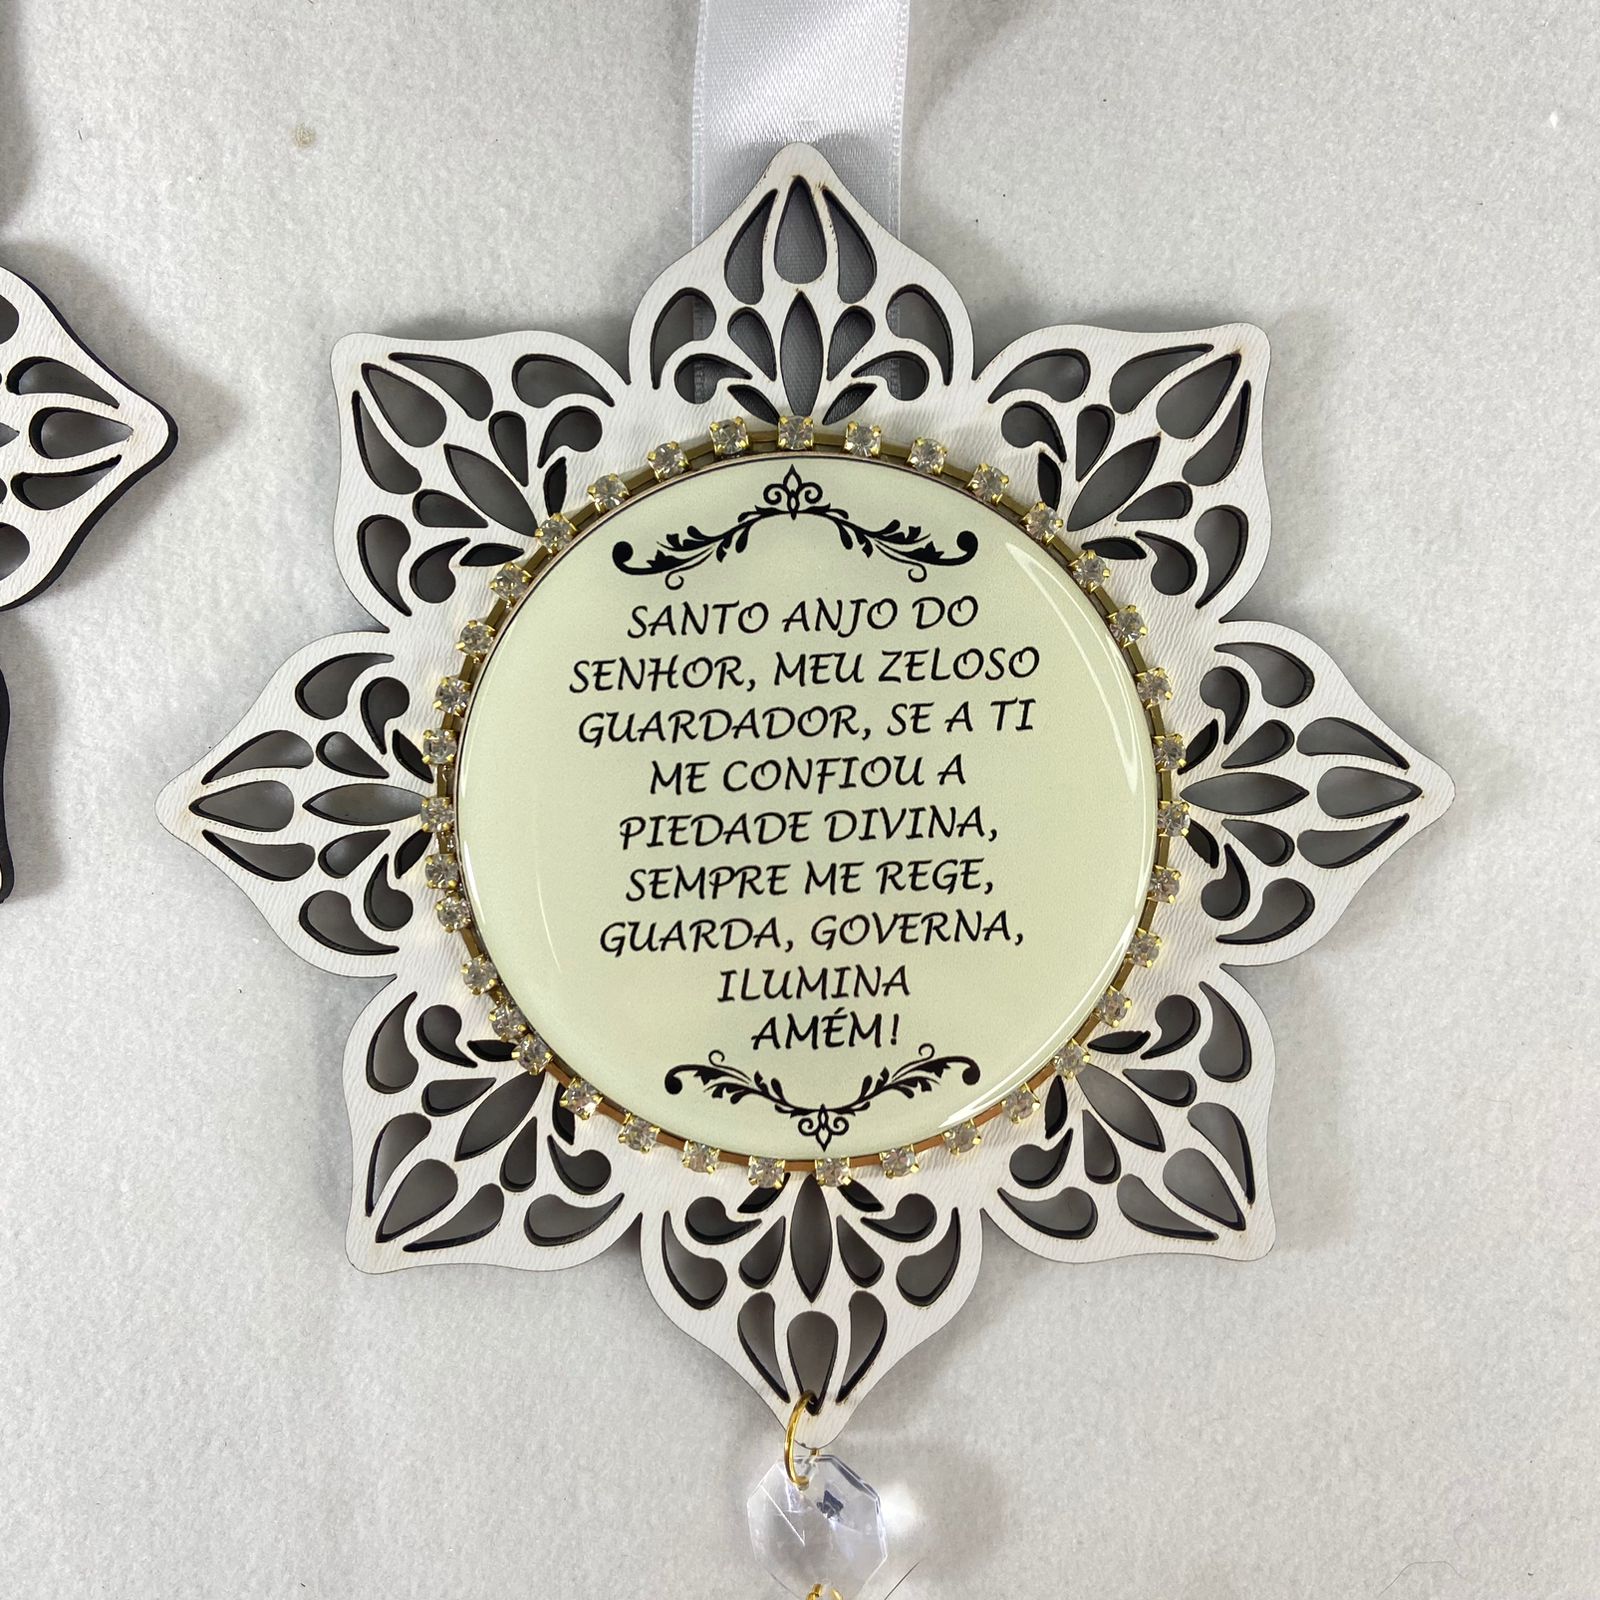 SANTO ANJO DO
SENHOR, MEU ZELOSO
GUARDADOR, SE A TI
ME CONFIOU A
PIEDADE DIVINA,
SEMPRE ME REGE,
GUARDA, GOVERNA,
ILUMINA
AMÉM!